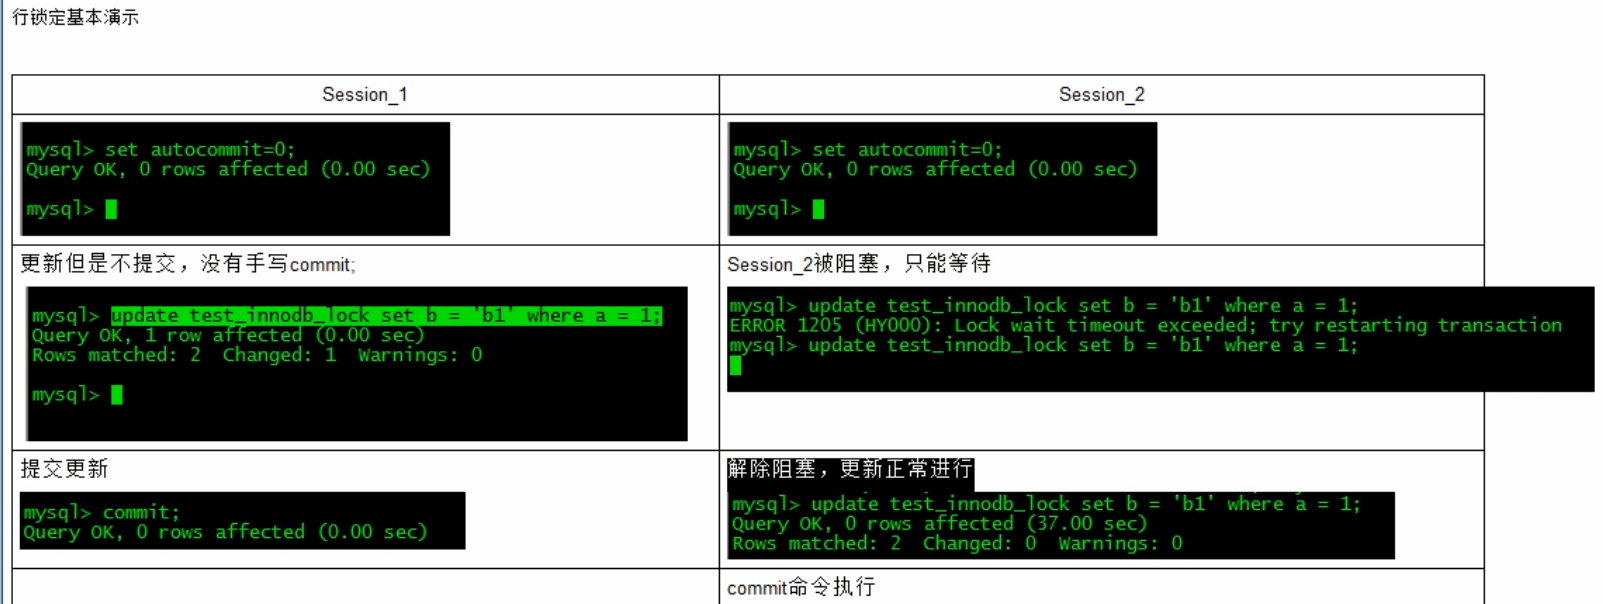 行锁定基本演示
Session_1
Session_2
mysql> set autocommit=0;
Query OK, 0 rows affected (0.00 sec)
mysql>
mysql> set autocommit=0;
Query OK, 0 rows affected (0.00 sec)
mysql>
更新但是不提交，没有手写commit;
mysql> update test_innodb_lock set b = 'b1' where a = 1;
Query OK, 1 row affected (0.00 sec)
Rows matched: 2  Changed: 1  Warnings: 0
mysql>
Session_2被阻塞，只能等待
mysql> update test_innodb_lock set b = 'b1' where a = 1;
ERROR 1205 (HY000): Lock wait timeout exceeded; try restarting transaction
mysql> update test_innodb_lock set b = 'b1' where a = 1;
提交更新
mysql> commit;
Query OK, 0 rows affected (0.00 sec)
解除阻塞，更新正常进行
mysql> update test_innodb_lock set b = 'b1' where a = 1;
Query OK, 0 rows affected (37.00 sec)
Rows matched: 2  Changed: 0  Warnings: 0
commit命令执行